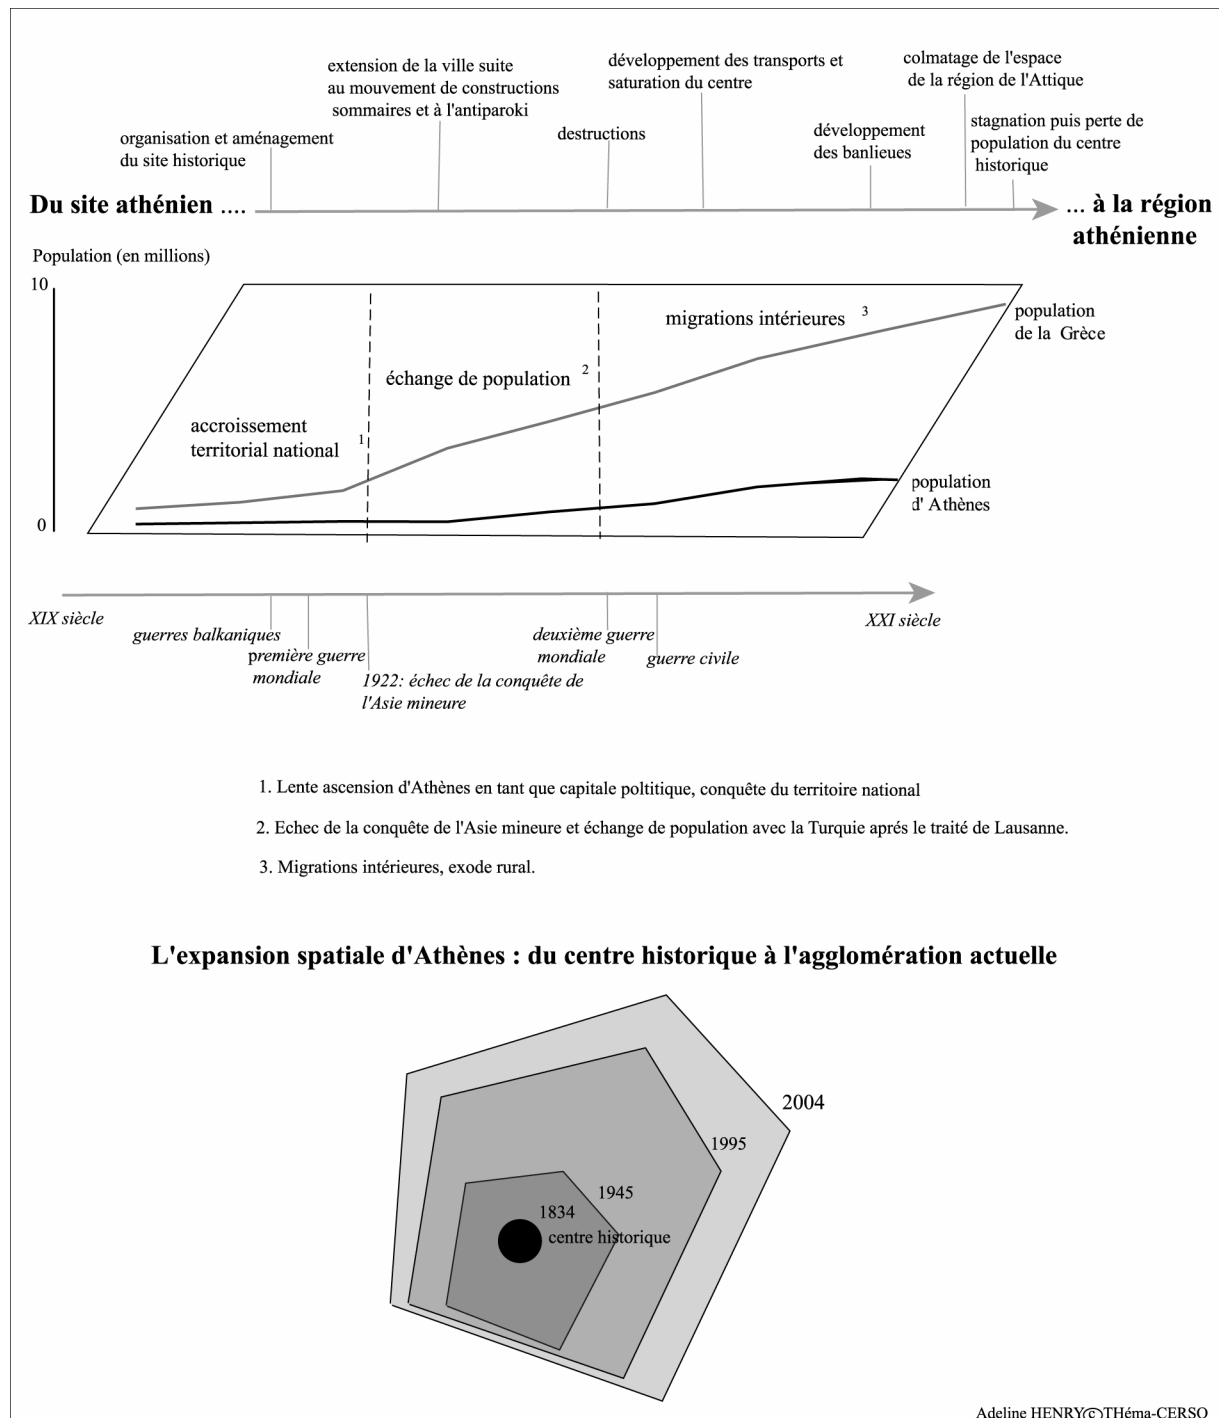 extension de la ville suite
au mouvement de constructions
sommaires et à l'antiparoki
développement des transports et
saturation du centre
colmatage de l'espace
de la région de l'Attique
organisation et aménagement
du site historique
destructions
développement
des banlieues
stagnation puis perte de
population du centre
historique
Du site athénien ....
... à la région
athénienne
Population (en millions)
10
0
accroissement
territorial national 1
échange de population 2
migrations intérieures 3
population
de la Grèce
population
d' Athènes
XIX siècle
XXI siècle
guerres balkaniques
première guerre
mondiale
1922: échec de la conquête de
l'Asie mineure
deuxième guerre
mondiale
guerre civile
1. Lente ascension d'Athènes en tant que capitale poltitique, conquête du territoire national
2. Echec de la conquête de l'Asie mineure et échange de population avec la Turquie aprés le traité de Lausanne.
3. Migrations intérieures, exode rural.
L'expansion spatiale d'Athènes : du centre historique à l'agglomération actuelle
2004
1995
1945
1834
centre historique
Adeline HENRY©THéma-CERSO